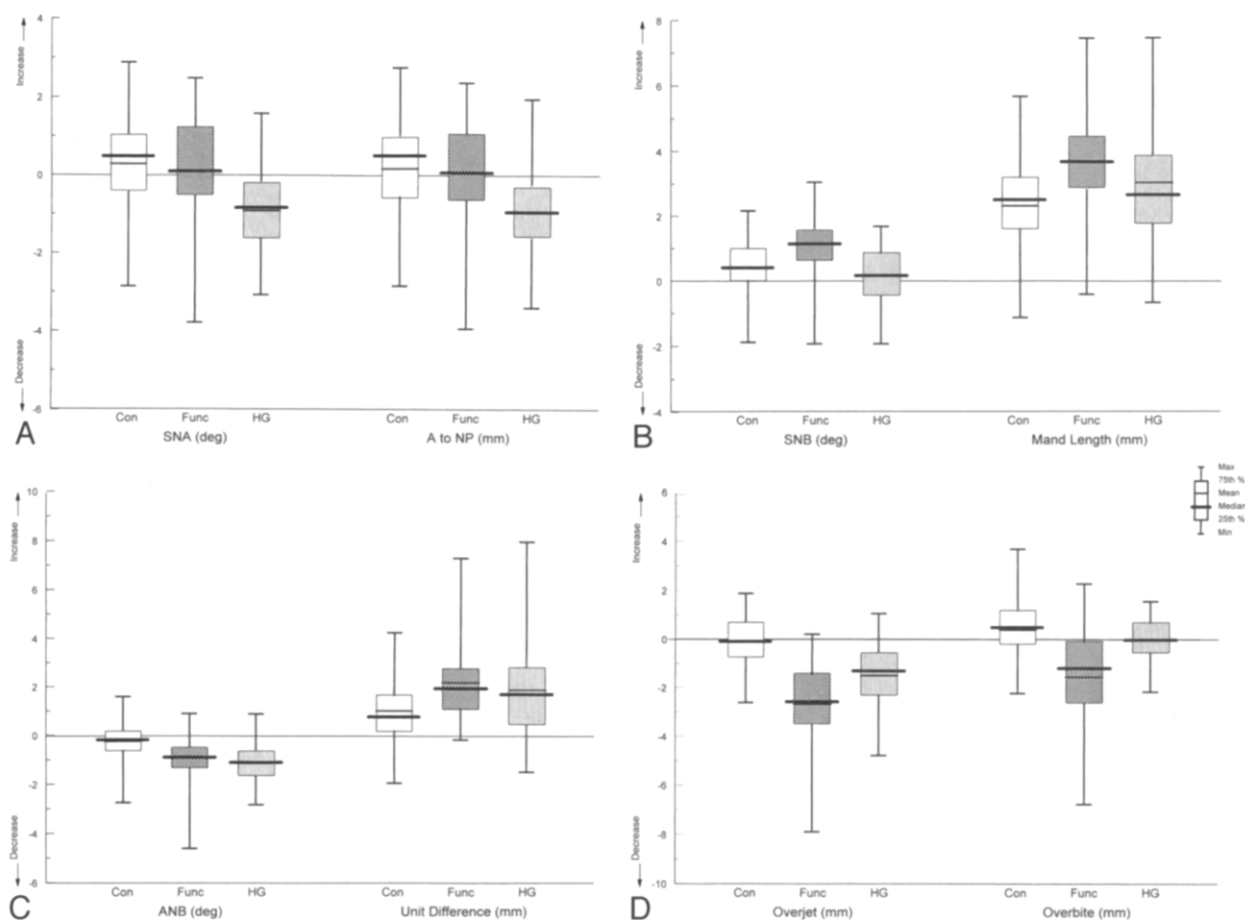 4
2
0
-2
-4
-6
Increase
Decrease
Con Func HG Con Func HG
SNA (deg) A to NP (mm)
A
8
6
4
2
0
-2
-4
Increase
Decrease
Con Func HG Con Func HG
SNB (deg) Mand Length (mm)
B
10
8
6
4
2
0
-2
-4
-6
Increase
Decrease
Con Func HG Con Func HG
ANB (deg) Unit Difference (mm)
C
Max
75th %
Mean
Median
25th %
Min
6
4
2
0
-2
-4
-6
-8
-10
Increase
Decrease
Con Func HG Con Func HG
Overjet (mm) Overbite (mm)
D